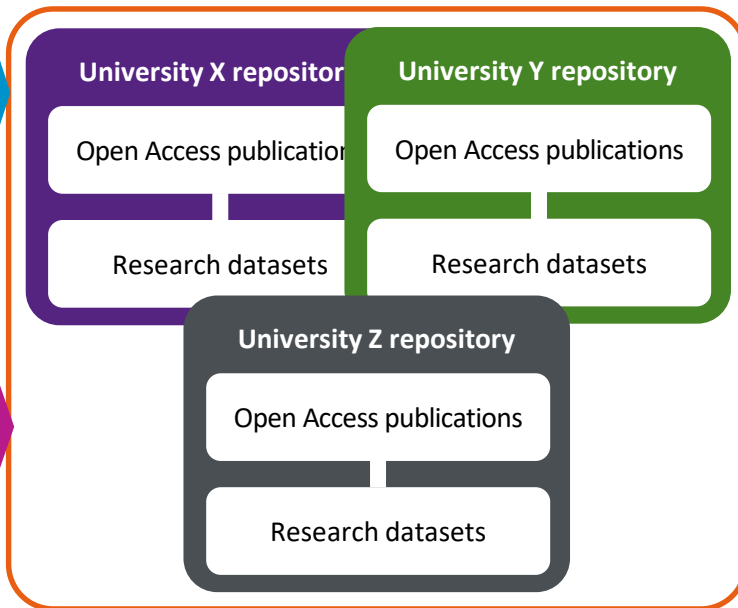 University X repositor
University Y repository
Open Access publication
Open Access publications
Research datasets
Research datasets
University Z repository
Open Access publications
Research datasets